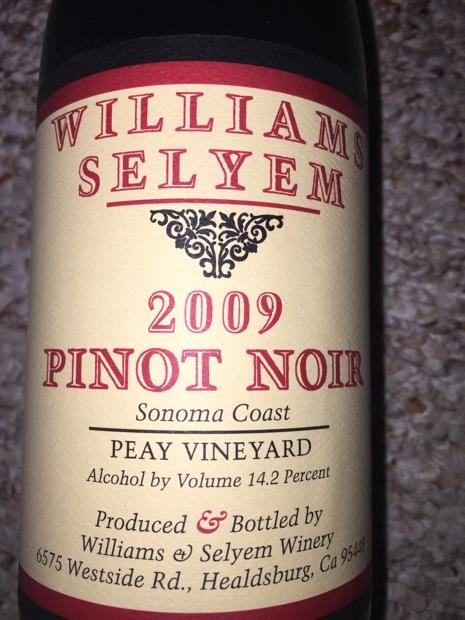 WILLIAMS
SELYEM
2009
PINOT NOIR
Sonoma Coast
PEAY VINEYARD
Alcohol by Volume 14.2 Percent
Produced & Bottled by
Williams & Selyem Winery
6575 Westside Rd., Healdsburg, Ca 95448